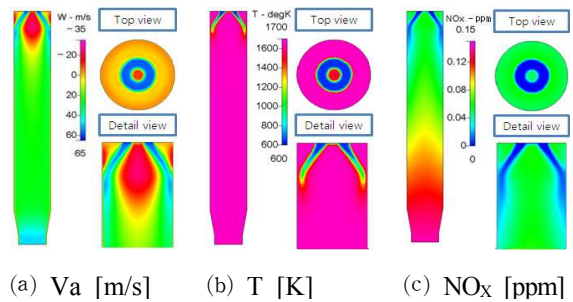 W - m/s
- 35
- 20
0
20
40
60
65
Top view
Detail view
T - degK
1700
1600
1400
1200
1000
800
600
Top view
Detail view
NOx - ppm
0.15
0.12
0.08
0.04
0
Top view
Detail view
(a) Va [m/s] (b) T [K] (c) NOX [ppm]